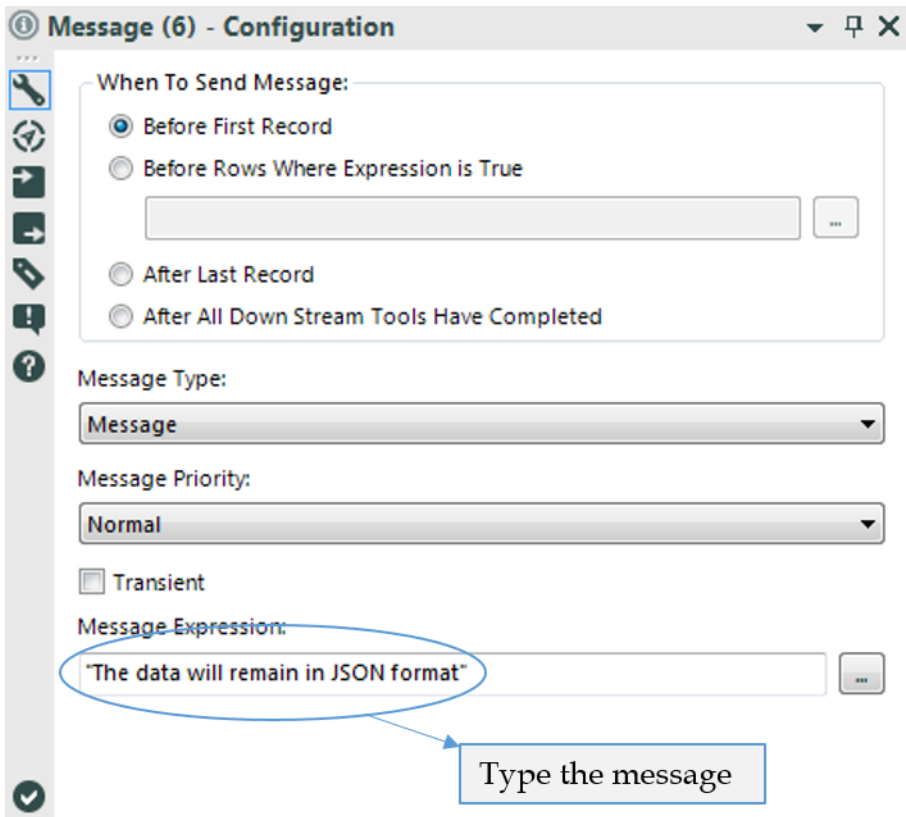 Message (6) - Configuration
When To Send Message:
Before First Record
Before Rows Where Expression is True
...
After Last Record
After All Down Stream Tools Have Completed
Message Type:
Message
Message Priority:
Normal
Transient
Message Expression:
"The data will remain in JSON format"
...
Type the message